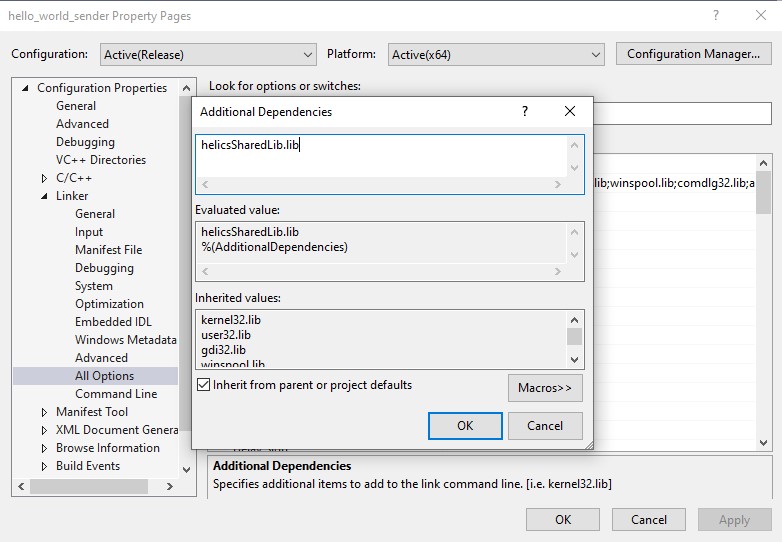 hello_world_sender Property Pages
Configuration: Active(Release) Platform: Active(x64) Configuration Manager...
Configuration Properties
General
Advanced
Debugging
VC++ Directories
C/C++
Linker
General
Input
Manifest File
Debugging
System
Optimization
Embedded IDL
Windows Metadata
Advanced
All Options
Command Line
Manifest Tool
XML Document Genera
Browse Information
Build Events
Look for options or switches:
lib;winspool.lib;comdlg32.lib;a
Additional Dependencies
helicsSharedLib.lib
Evaluated value:
helicsSharedLib.lib
%(AdditionalDependencies)
Inherited values:
kernel32.lib
user32.lib
gdi32.lib
winspool.lib
Inherit from parent or project defaults
Macros>>
OK Cancel
Additional Dependencies
Specifies additional items to add to the link command line. [i.e. kernel32.lib]
OK Cancel Apply